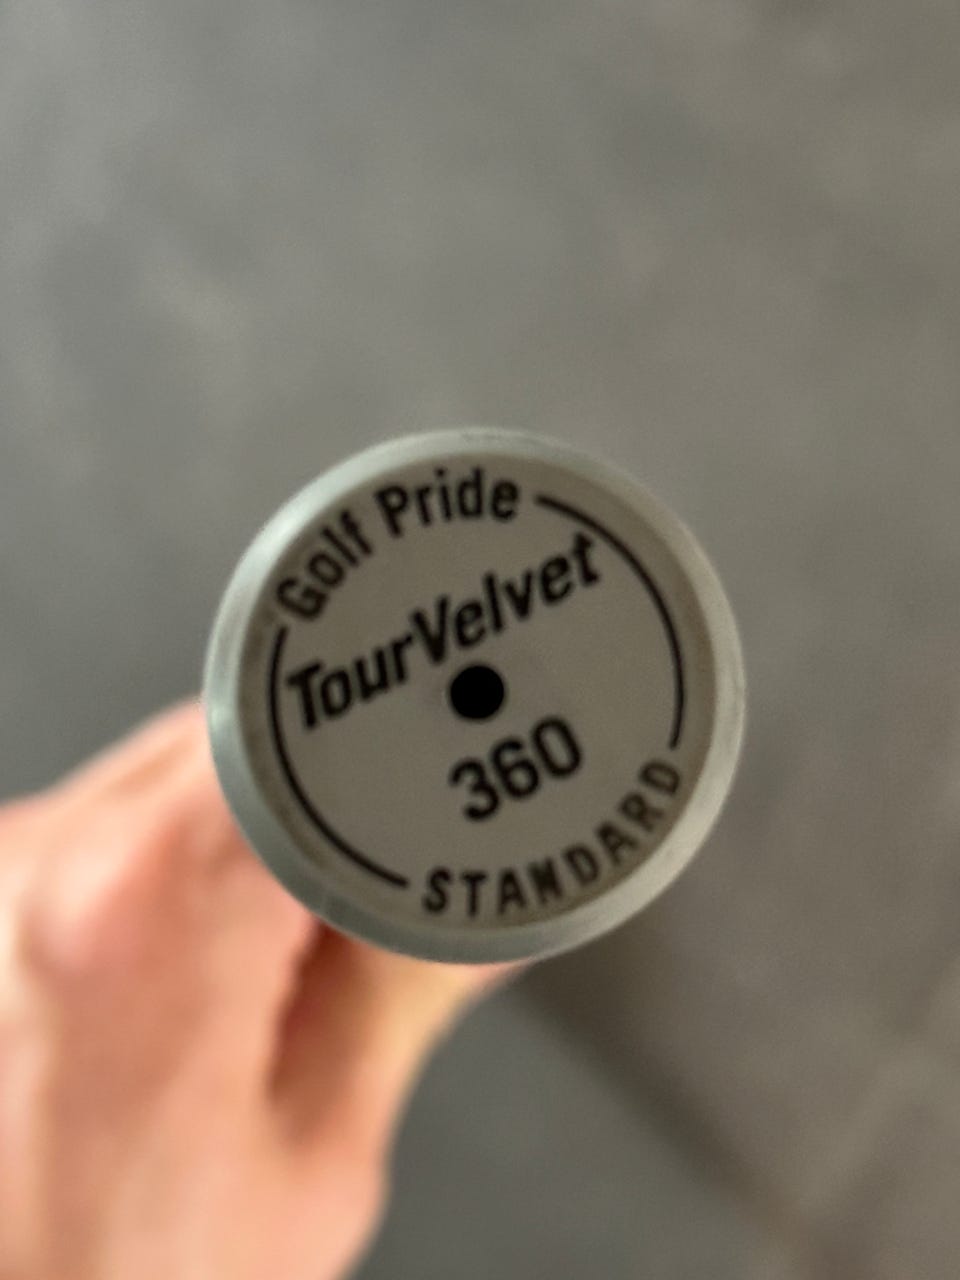 Golf Pride
TourVelvet
360
STANDARD